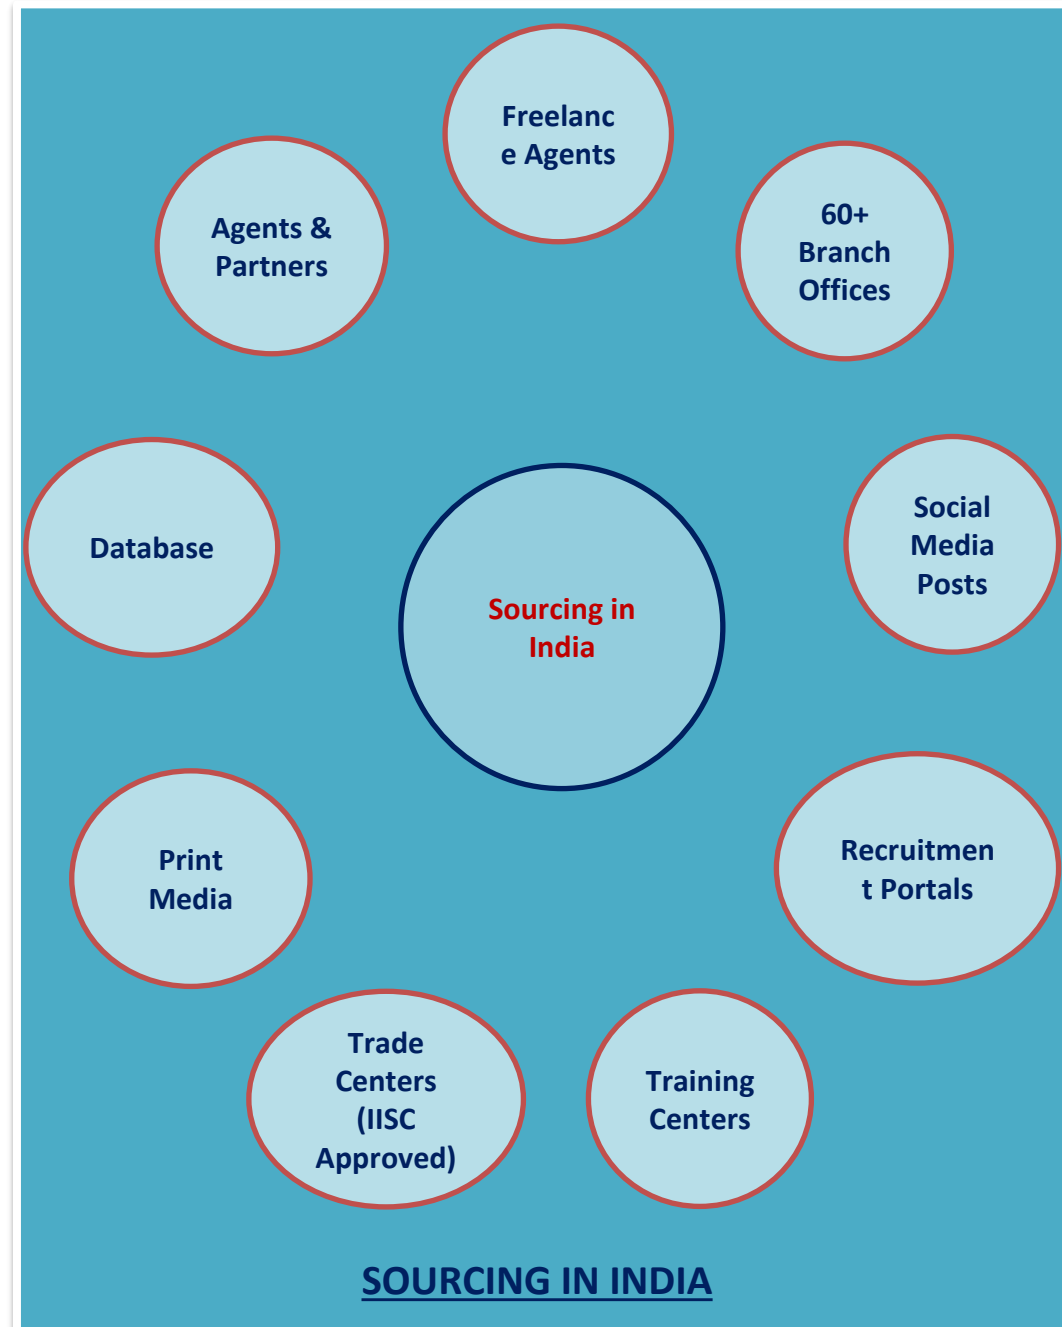 Freelanc
e Agents
60+
Branch
Offices
Social
Media
Posts
Recruitmen
t Portals
Training
Centers
Trade
Centers
(IISC
Approved)
Print
Media
Database
Agents &
Partners
Sourcing in
India
SOURCING IN INDIA